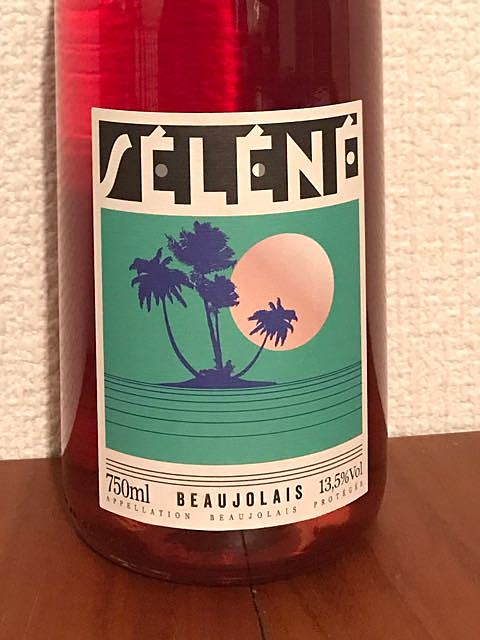 SÉLÉNÉ
750ml BEAUJOLAIS 13,5%Vol
APPELLATION BEAUJOLAIS PROTÉGÉE